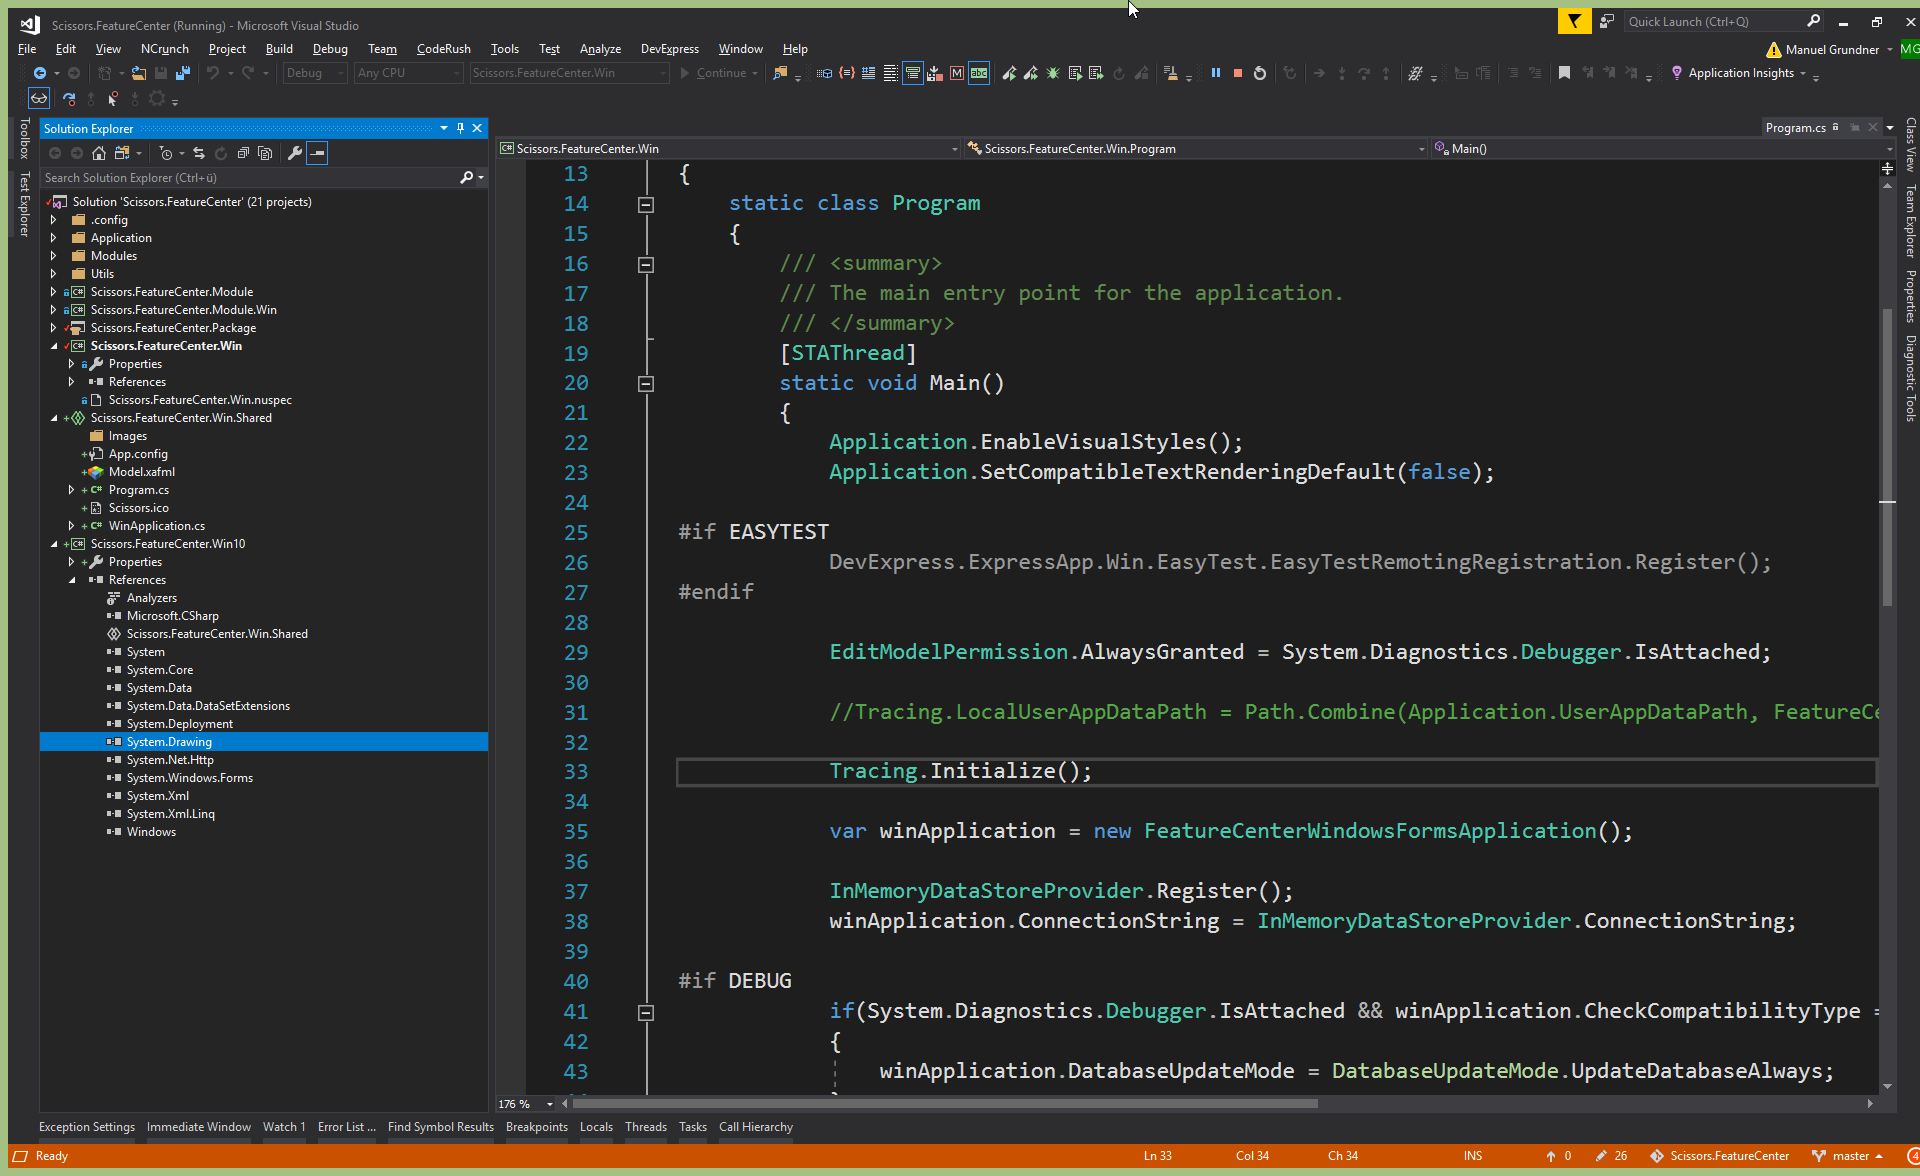 Scissors.FeatureCenter (Running) - Microsoft Visual Studio
Quick Launch (Ctrl+Q)
File Edit View NCrunch Project Build Debug Team CodeRush Tools Test Analyze DevExpress Window Help
Manuel Grundner
MG
Debug Any CPU Scissors.FeatureCenter.Win Continue
Application Insights
Toolbox
Test Explorer
Solution Explorer
Search Solution Explorer (Ctrl+ü)
Solution 'Scissors.FeatureCenter' (21 projects)
.config
Application
Modules
Utils
Scissors.FeatureCenter.Module
Scissors.FeatureCenter.Module.Win
Scissors.FeatureCenter.Package
Scissors.FeatureCenter.Win
Properties
References
Scissors.FeatureCenter.Win.nuspec
Scissors.FeatureCenter.Win.Shared
Images
App.config
Model.xafml
Program.cs
Scissors.ico
WinApplication.cs
Scissors.FeatureCenter.Win10
Properties
References
Analyzers
Microsoft.CSharp
Scissors.FeatureCenter.Win.Shared
System
System.Core
System.Data
System.Data.DataSetExtensions
System.Deployment
System.Drawing
System.Net.Http
System.Windows.Forms
System.Xml
System.Xml.Linq
Windows
Program.cs
Scissors.FeatureCenter.Win Scissors.FeatureCenter.Win.Program Main()
13 {
14 static class Program
15 {
16 /// <summary>
17 /// The main entry point for the application.
18 /// </summary>
19 [STAThread]
20 static void Main()
21 {
22 Application.EnableVisualStyles();
23 Application.SetCompatibleTextRenderingDefault(false);
24
25 #if EASYTEST
26 DevExpress.ExpressApp.Win.EasyTest.EasyTestRemotingRegistration.Register();
27 #endif
28
29 EditModelPermission.AlwaysGranted = System.Diagnostics.Debugger.IsAttached;
30
31 //Tracing.LocalUserAppDataPath = Path.Combine(Application.UserAppDataPath, FeatureCe
32
33 Tracing.Initialize();
34
35 var winApplication = new FeatureCenterWindowsFormsApplication();
36
37 InMemoryDataStoreProvider.Register();
38 winApplication.ConnectionString = InMemoryDataStoreProvider.ConnectionString;
39
40 #if DEBUG
41 if(System.Diagnostics.Debugger.IsAttached && winApplication.CheckCompatibilityType =
42 {
43 winApplication.DatabaseUpdateMode = DatabaseUpdateMode.UpdateDatabaseAlways;
176 %
Class View
Team Explorer
Properties
Diagnostic Tools
Exception Settings Immediate Window Watch 1 Error List ... Find Symbol Results Breakpoints Locals Threads Tasks Call Hierarchy
Ready Ln 33 Col 34 Ch 34 INS 0 26 Scissors.FeatureCenter master 4